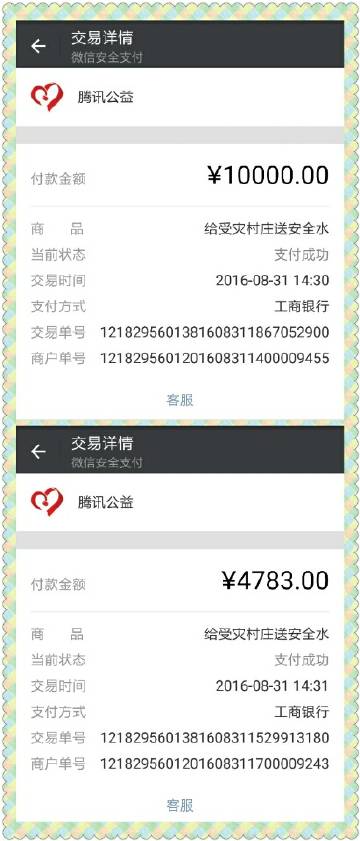 交易详情
微信安全支付
腾讯公益
付款金额 ¥10000.00
商 品 给受灾村庄送安全水
当前状态 支付成功
交易时间 2016-08-31 14:30
支付方式 工商银行
交易单号 1218295601381608311867052900
商户单号 1218295601201608311400009455
客服
交易详情
微信安全支付
腾讯公益
付款金额 ¥4783.00
商 品 给受灾村庄送安全水
当前状态 支付成功
交易时间 2016-08-31 14:31
支付方式 工商银行
交易单号 1218295601381608311529913180
商户单号 1218295601201608311700009243
客服